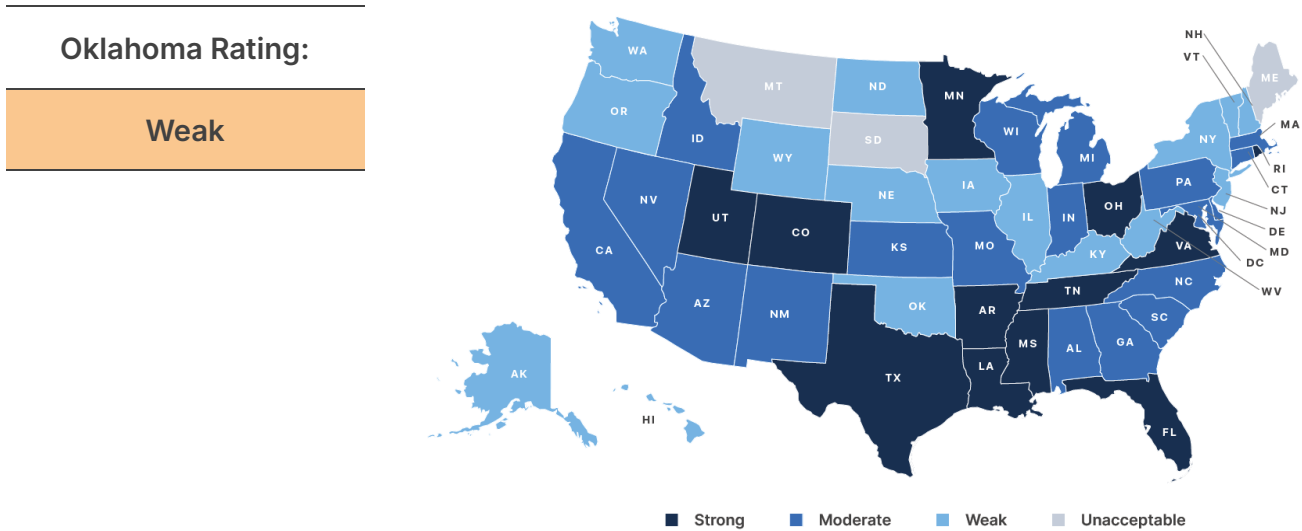 Oklahoma Rating:
Weak
NH
VT
WA
MT
ND
MN
ME
OR
ID
SD
WI
MI
NY
MA
WY
RI
IA
PA
CT
NE
NV
UT
IL
IN
OH
NJ
CO
DE
CA
KS
MO
KY
VA
MD
DC
WV
NC
AZ
NM
OK
AR
TN
SC
MS
AL
GA
LA
TX
AK
HI
FL
Strong
Moderate
Weak
Unacceptable